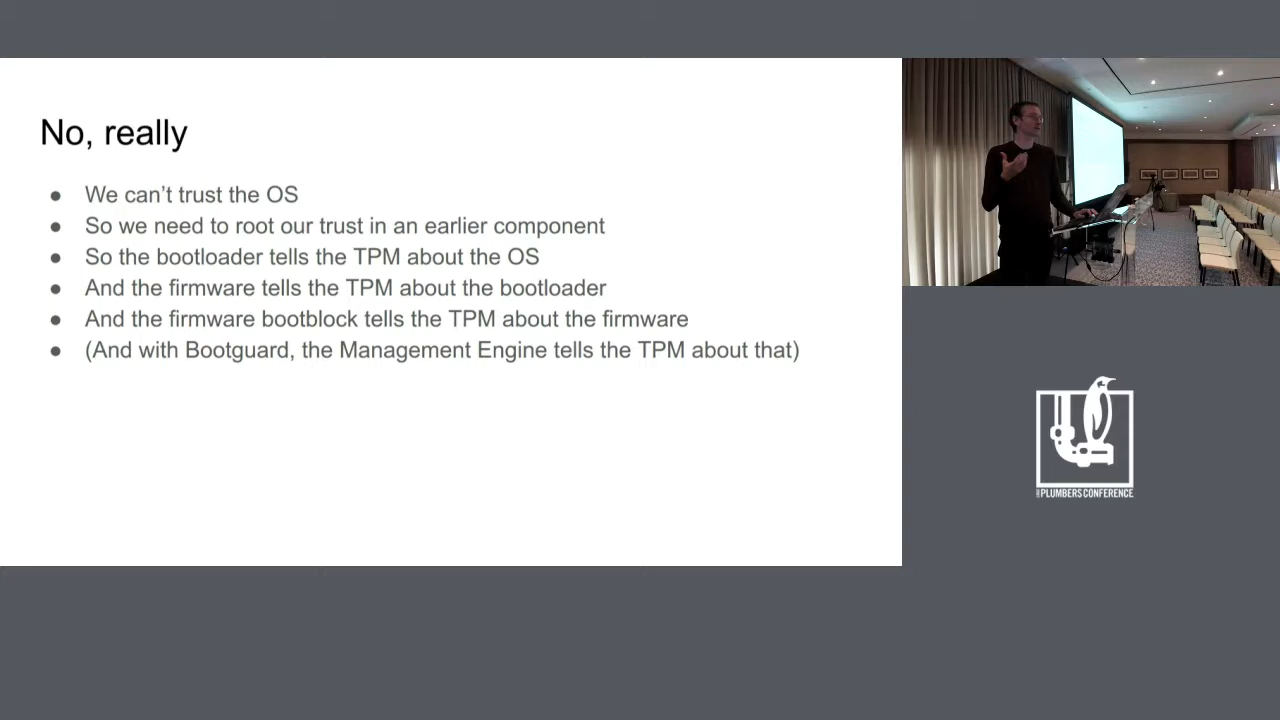 No, really
● We can’t trust the OS
● So we need to root our trust in an earlier component
● So the bootloader tells the TPM about the OS
● And the firmware tells the TPM about the bootloader
● And the firmware bootblock tells the TPM about the firmware
● (And with Bootguard, the Management Engine tells the TPM about that)
PLUMBERS CONFERENCE